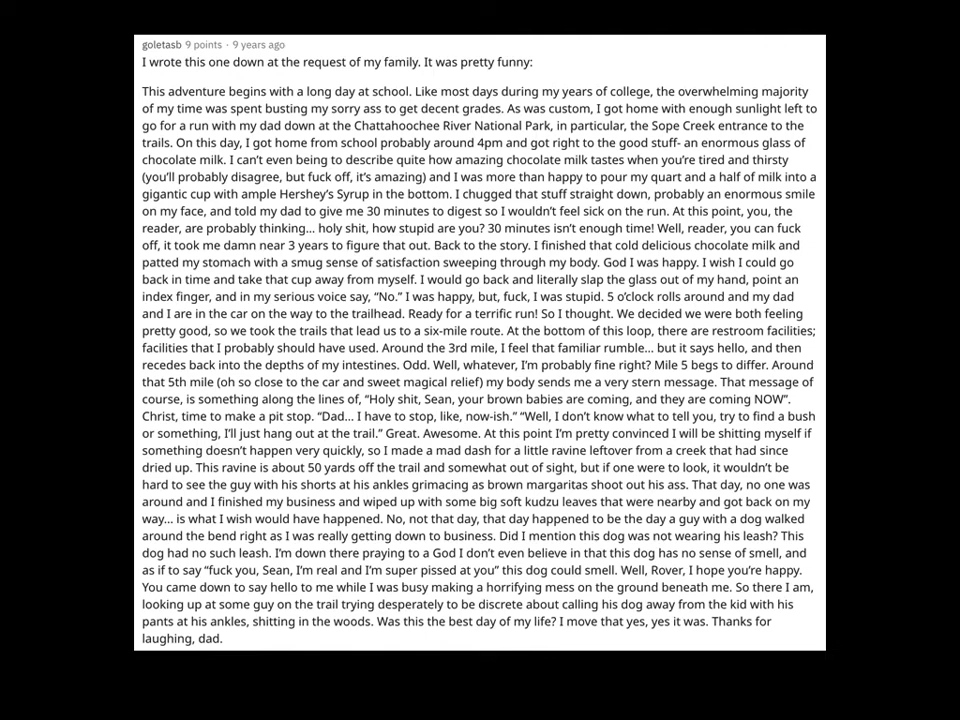 goletasb 9 points · 9 years ago
I wrote this one down at the request of my family. It was pretty funny:
This adventure begins with a long day at school. Like most days during my years of college, the overwhelming majority
of my time was spent busting my sorry ass to get decent grades. As was custom, I got home with enough sunlight left to
go for a run with my dad down at the Chattahoochee River National Park, in particular, the Sope Creek entrance to the
trails. On this day, I got home from school probably around 4pm and got right to the good stuff- an enormous glass of
chocolate milk. I can’t even being to describe quite how amazing chocolate milk tastes when you’re tired and thirsty
(you’ll probably disagree, but fuck off, it’s amazing) and I was more than happy to pour my quart and a half of milk into a
gigantic cup with ample Hershey’s Syrup in the bottom. I chugged that stuff straight down, probably an enormous smile
on my face, and told my dad to give me 30 minutes to digest so I wouldn’t feel sick on the run. At this point, you, the
reader, are probably thinking... holy shit, how stupid are you? 30 minutes isn’t enough time! Well, reader, you can fuck
off, it took me damn near 3 years to figure that out. Back to the story. I finished that cold delicious chocolate milk and
patted my stomach with a smug sense of satisfaction sweeping through my body. God I was happy. I wish I could go
back in time and take that cup away from myself. I would go back and literally slap the glass out of my hand, point an
index finger, and in my serious voice say, “No.” I was happy, but, fuck, I was stupid. 5 o’clock rolls around and my dad
and I are in the car on the way to the trailhead. Ready for a terrific run! So I thought. We decided we were both feeling
pretty good, so we took the trails that lead us to a six-mile route. At the bottom of this loop, there are restroom facilities;
facilities that I probably should have used. Around the 3rd mile, I feel that familiar rumble... but it says hello, and then
recedes back into the depths of my intestines. Odd. Well, whatever, I’m probably fine right? Mile 5 begs to differ. Around
that 5th mile (oh so close to the car and sweet magical relief) my body sends me a very stern message. That message of
course, is something along the lines of, “Holy shit, Sean, your brown babies are coming, and they are coming NOW”.
Christ, time to make a pit stop. “Dad... I have to stop, like, now-ish.” “Well, I don’t know what to tell you, try to find a bush
or something, I’ll just hang out at the trail.” Great. Awesome. At this point I’m pretty convinced I will be shitting myself if
something doesn’t happen very quickly, so I made a mad dash for a little ravine leftover from a creek that had since
dried up. This ravine is about 50 yards off the trail and somewhat out of sight, but if one were to look, it wouldn’t be
hard to see the guy with his shorts at his ankles grimacing as brown margaritas shoot out his ass. That day, no one was
around and I finished my business and wiped up with some big soft kudzu leaves that were nearby and got back on my
way... is what I wish would have happened. No, not that day, that day happened to be the day a guy with a dog walked
around the bend right as I was really getting down to business. Did I mention this dog was not wearing his leash? This
dog had no such leash. I’m down there praying to a God I don’t even believe in that this dog has no sense of smell, and
as if to say “fuck you, Sean, I’m real and I’m super pissed at you” this dog could smell. Well, Rover, I hope you’re happy.
You came down to say hello to me while I was busy making a horrifying mess on the ground beneath me. So there I am,
looking up at some guy on the trail trying desperately to be discrete about calling his dog away from the kid with his
pants at his ankles, shitting in the woods. Was this the best day of my life? I move that yes, yes it was. Thanks for
laughing, dad.